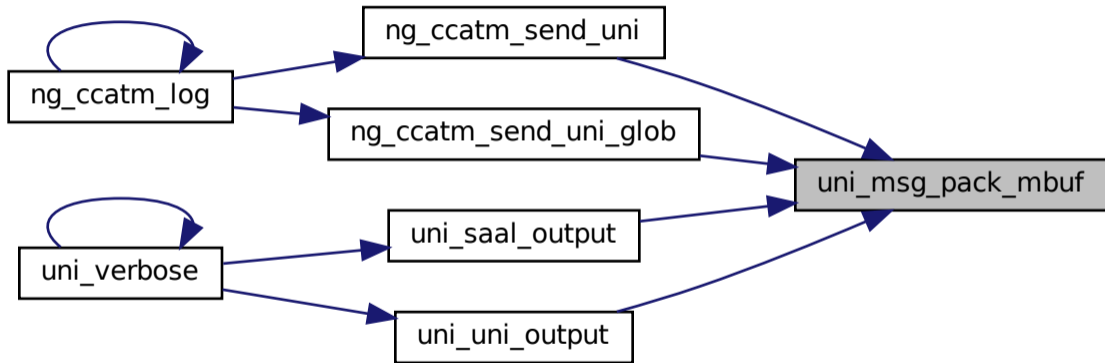 ng_ccatm_send_uni
ng_ccatm_log
ng_ccatm_send_uni_glob
uni_msg_pack_mbuf
uni_saal_output
uni_verbose
uni_uni_output